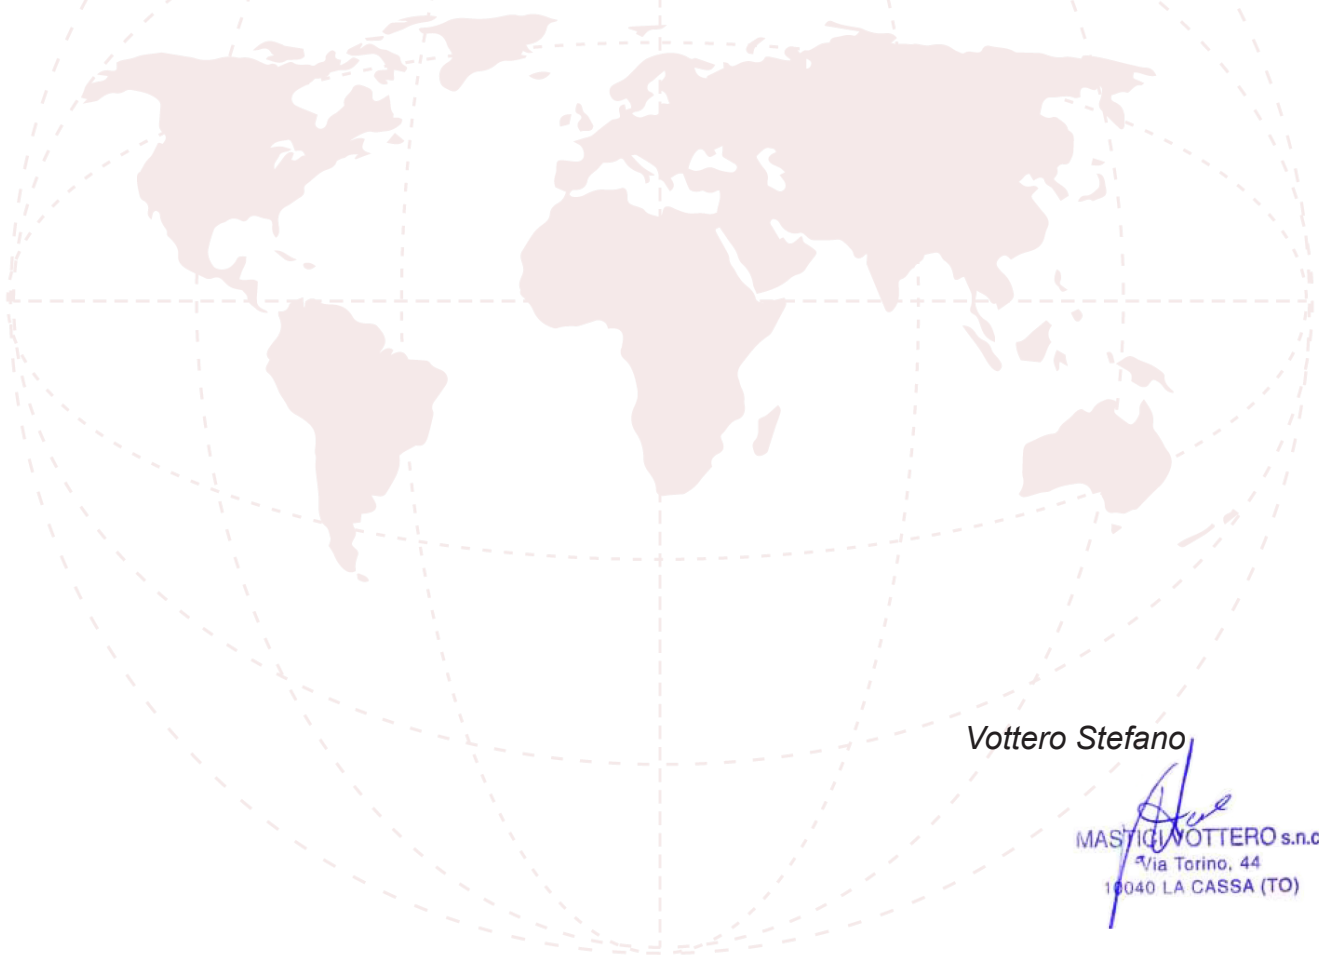 Vottero Stefano
MASTICI VOTTERO s.n.c
Via Torino, 44
10040 LA CASSA (TO)